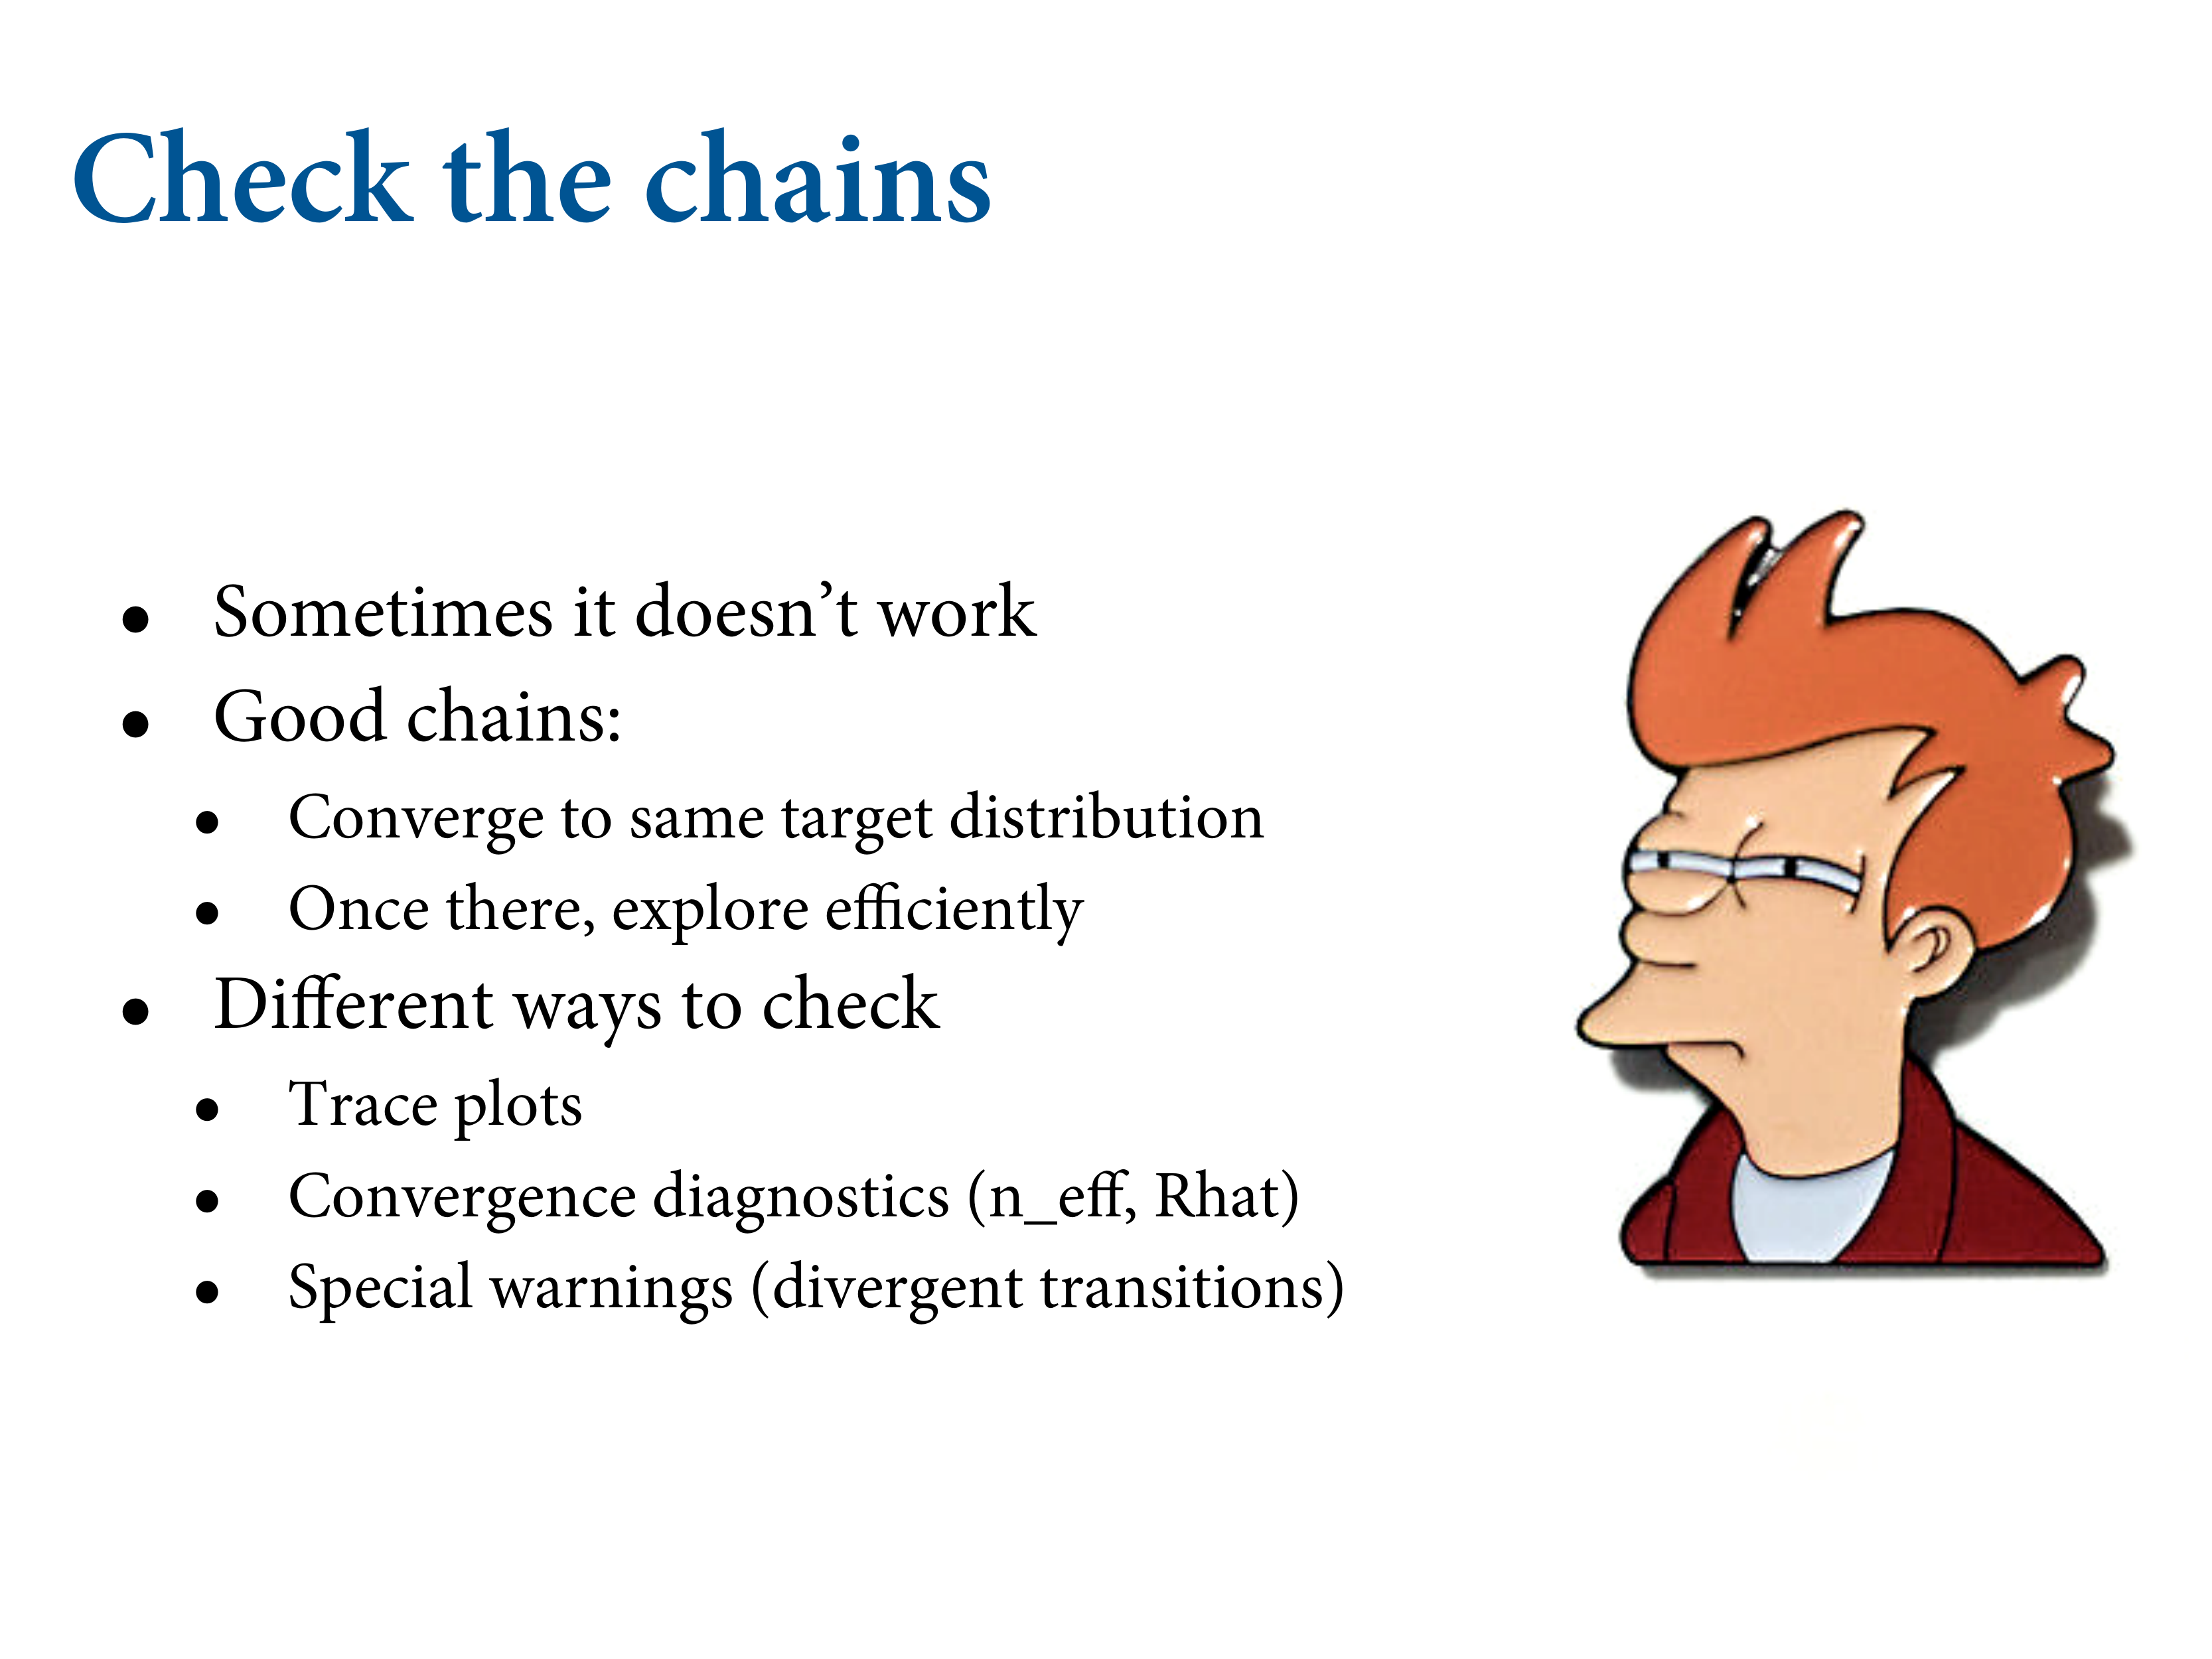 Check the chains
• Sometimes it doesn’t work
• Good chains:
• Converge to same target distribution
• Once there, explore efficiently
• Different ways to check
• Trace plots
• Convergence diagnostics (n_eff, Rhat)
• Special warnings (divergent transitions)